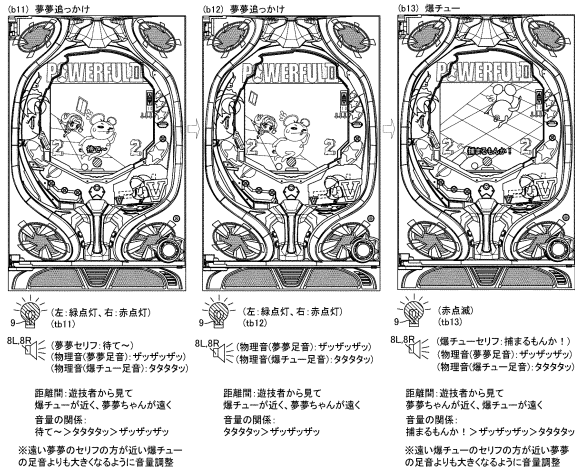 (b11) 夢夢追っかけ
POWERFULⅡ
待て〜
2 2
V
9
(左:緑点灯、右:赤点灯)
(tb11)
8L,8R
(夢夢セリフ:待て〜)
(物理音(夢夢足音):ザッザッザッ)
(物理音(爆チュー足音):タタタッ)
距離間:遊技者から見て
爆チューが近く、夢夢ちゃんが遠く
音量の関係:
待て〜>タタタッ>ザッザッザッ
※遠い夢夢のセリフの方が近い爆チュー
の足音よりも大きくなるように音量調整
(b12) 夢夢追っかけ
POWERFULⅡ
2 2
V
9
(左:緑点灯、右:赤点灯)
(tb12)
8L,8R
(物理音(夢夢足音):ザッザッザッ)
(物理音(爆チュー足音):タタタッ)
距離間:遊技者から見て
爆チューが近く、夢夢ちゃんが遠く
音量の関係:
タタタッ>ザッザッザッ
(b13) 爆チュー
POWERFULⅡ
捕まるもんか!
2 2
V
9
(赤点滅)
(tb13)
8L,8R
(爆チューセリフ:捕まるもんか!)
(物理音(夢夢足音):ザッザッザッ)
(物理音(爆チュー足音):タタタッ)
距離間:遊技者から見て
夢夢ちゃんが近く、爆チューが遠く
音量の関係:
捕まるもんか!>ザッザッザッ>タタタッ
※遠い爆チューのセリフの方が近い夢夢
の足音よりも大きくなるように音量調整